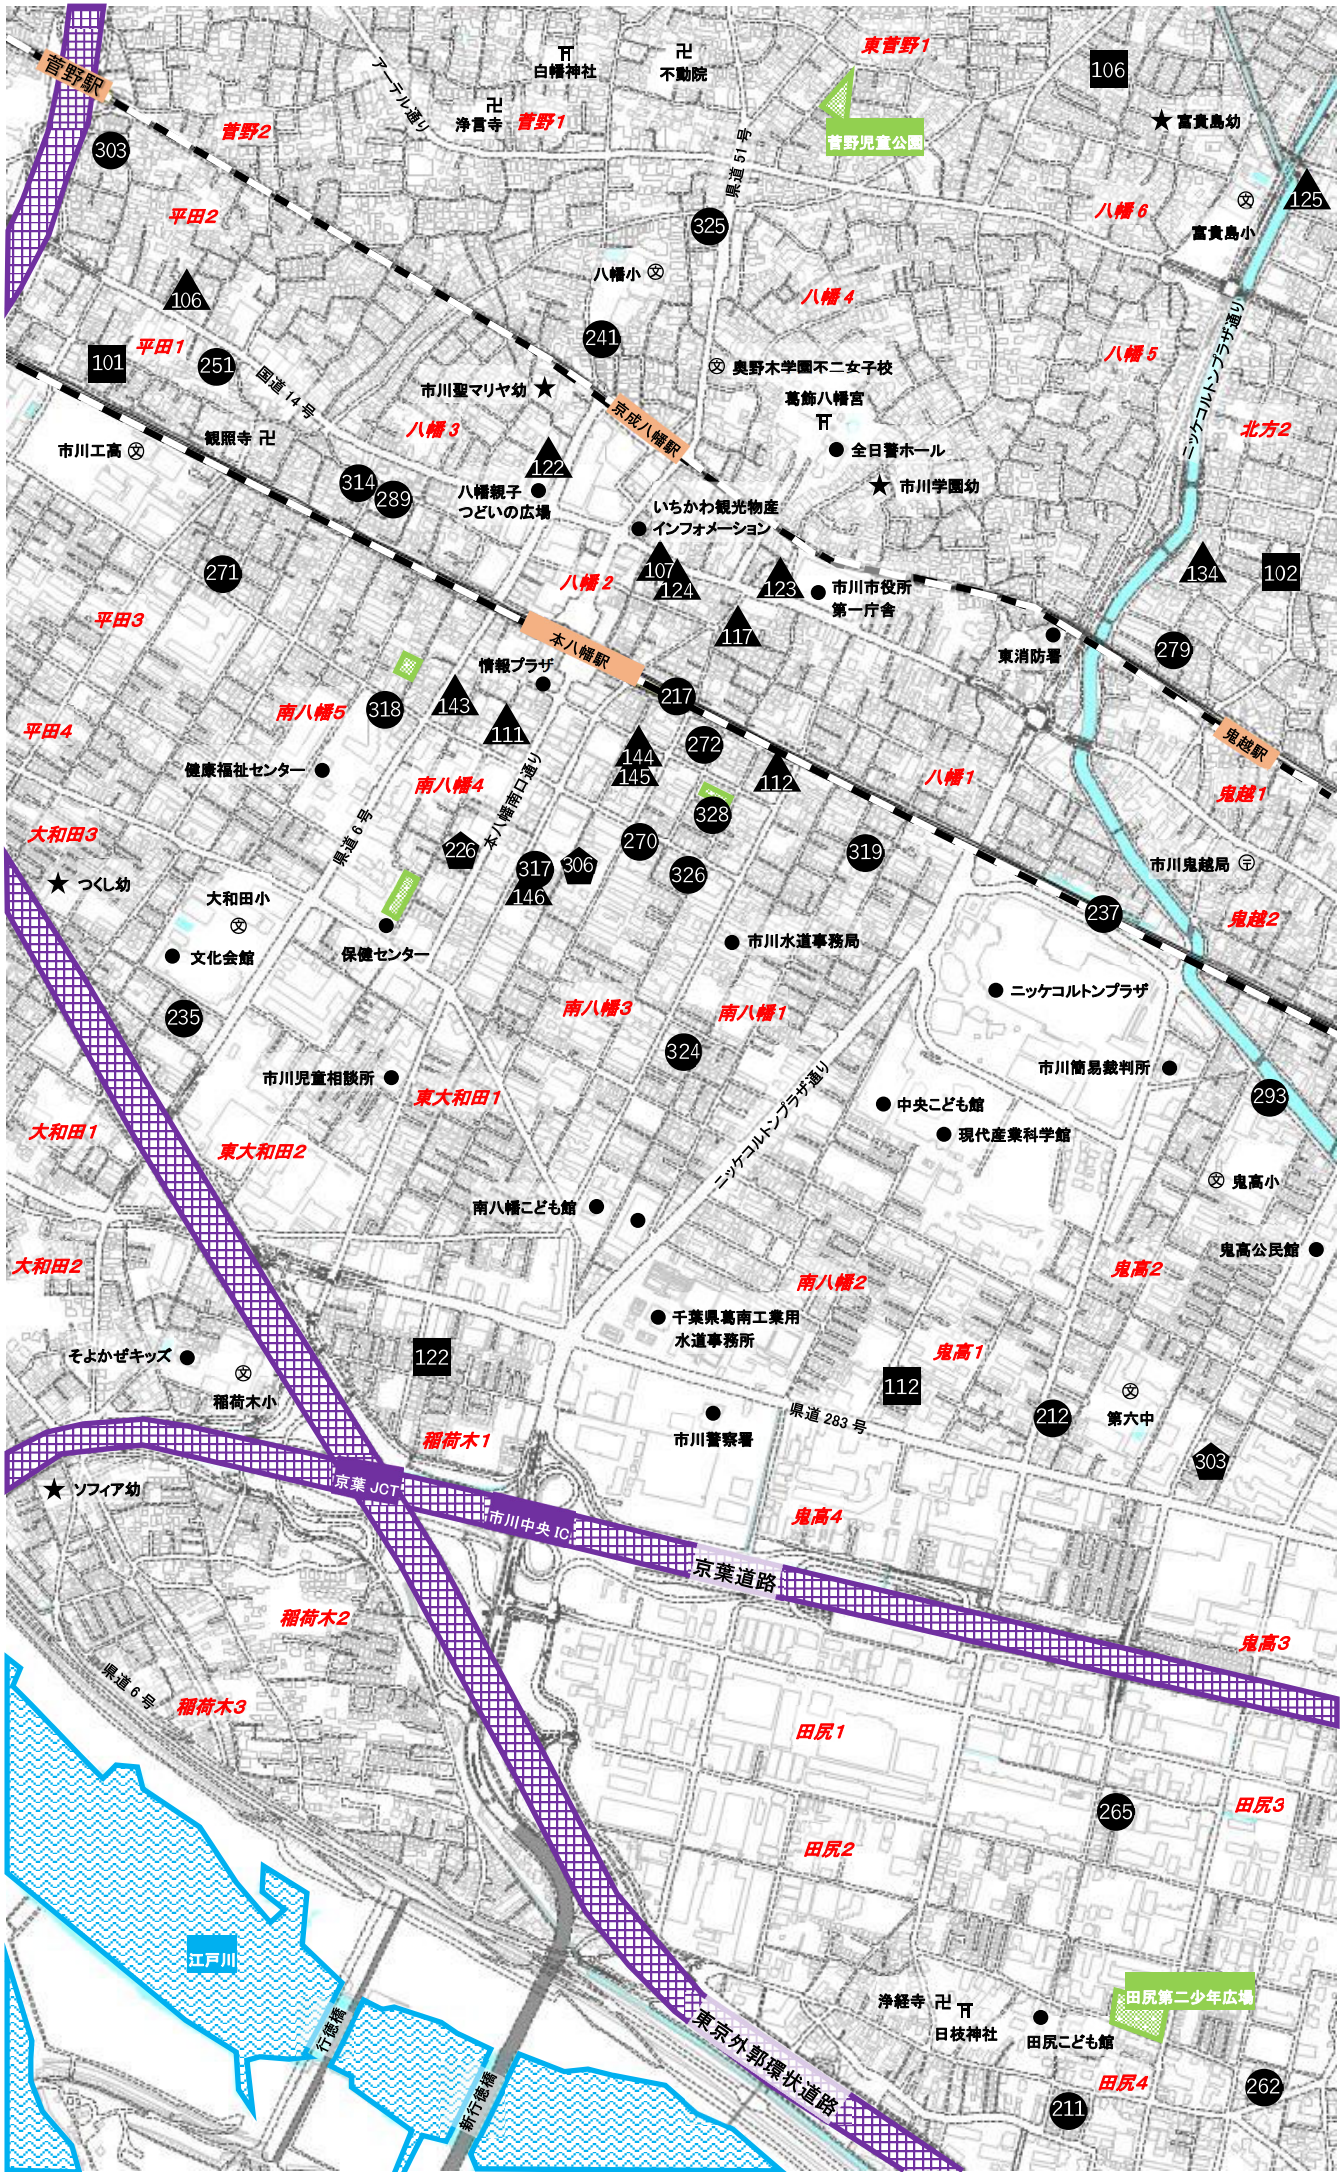 東菅野1
白幡神社
不動院
106
菅野駅
アーテル通り
浄言寺
菅野1
菅野2
富貴島幼
菅野児童公園
303
県道 51 号
125
平田2
325
八幡 6
富貴島小
八幡小
106
八幡 4
241
平田1
101
251
八幡 5
ニッケコルトンプラザ通り
奥野木学園不二女子校
国道 14 号
市川聖マリヤ幼
葛飾八幡宮
京成八幡駅
観照寺
八幡 3
北方2
市川工高
全日警ホール
122
314
289
八幡親子
つどいの広場
市川学園幼
いちかわ観光物産
インフォメーション
271
107
124
123
134
102
八幡 2
市川市役所
第一庁舎
平田3
117
本八幡駅
東消防署
279
情報プラザ
143
217
318
南八幡5
111
平田4
144
145
272
鬼越駅
健康福祉センター
112
八幡1
南八幡4
本八幡南口通り
鬼越1
328
大和田3
県道 6 号
226
270
319
市川鬼越局
317
306
326
つくし幼
146
大和田小
237
鬼越2
保健センター
市川水道事務局
文化会館
ニッケコルトンプラザ
235
南八幡3
南八幡1
324
市川簡易裁判所
市川児童相談所
東大和田1
ニッケコルトンプラザ通り
293
中央こども館
大和田1
現代産業科学館
東大和田2
鬼高小
南八幡こども館
鬼高公民館
大和田2
鬼高2
南八幡2
千葉県葛南工業用
水道事務所
そよかぜキッズ
122
鬼高1
112
稲荷木小
県道 283 号
212
第六中
市川警察署
稲荷木1
303
ソフィア幼
京葉 JCT
市川中央 IC
鬼高4
京葉道路
稲荷木2
鬼高3
県道 6 号
稲荷木3
田尻1
265
田尻3
田尻2
江戸川
田尻第二少年広場
浄経寺
日枝神社
田尻こども館
行徳橋
東京外郭環状道路
新行徳橋
田尻4
262
211